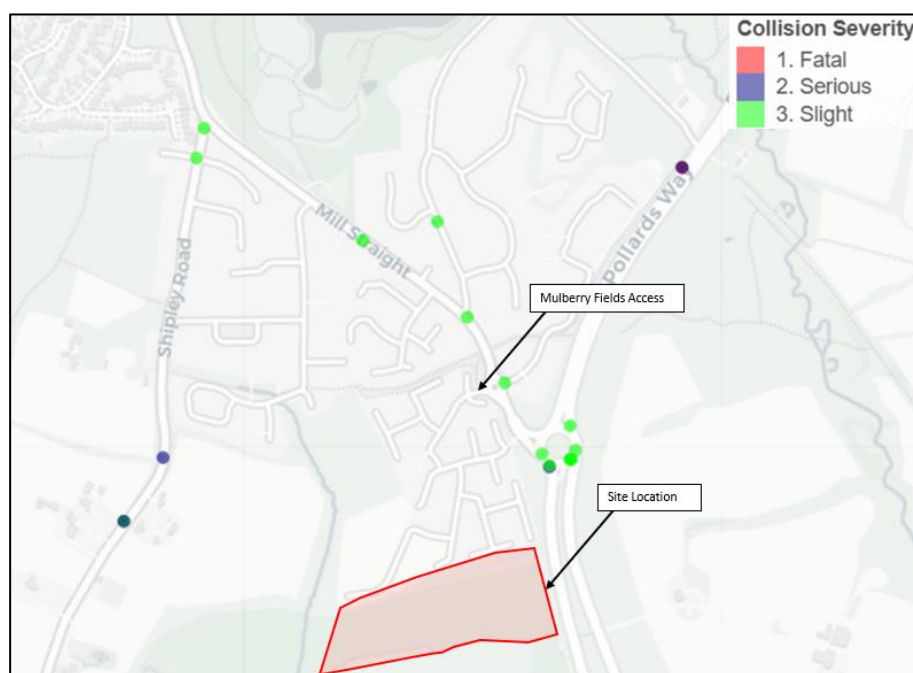 Collision Severity
1. Fatal
2. Serious
3. Slight
Mill Straight
Pollards Way
Shipley Road
Mulberry Fields Access
Site Location